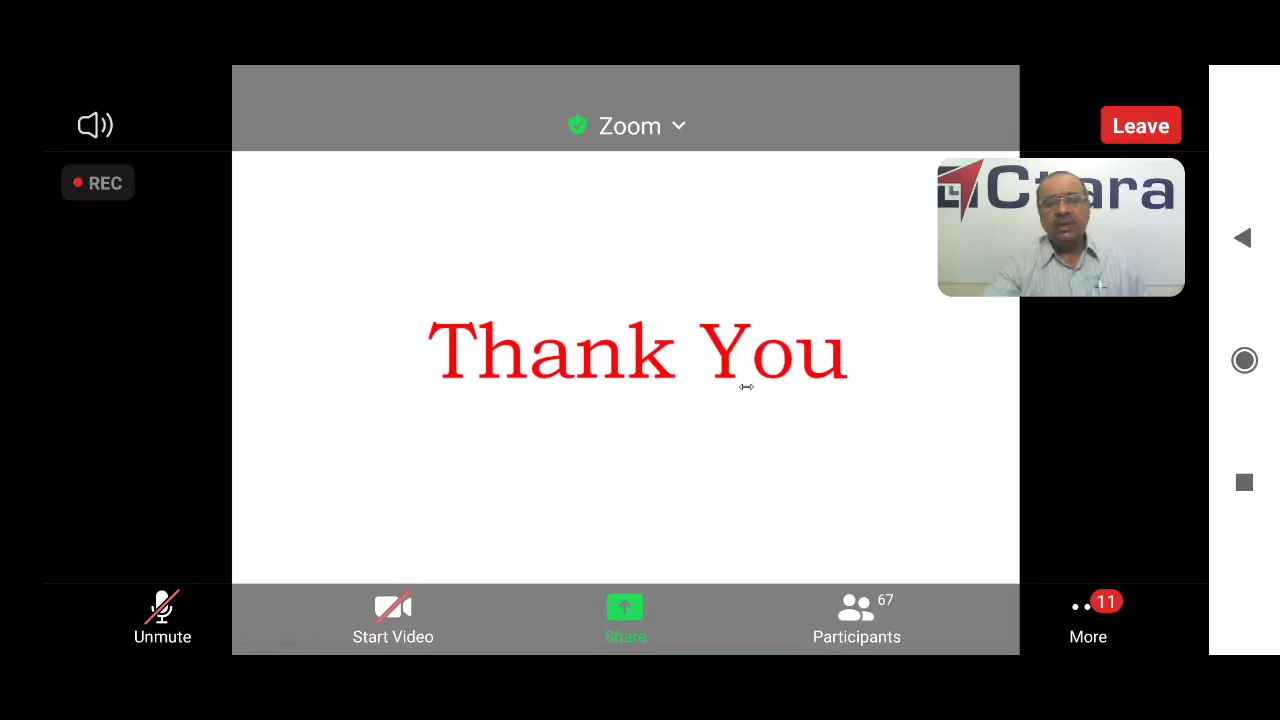 Zoom
Leave
REC
Ctara
Thank You
Unmute
Start Video
Share
Participants
67
11
More